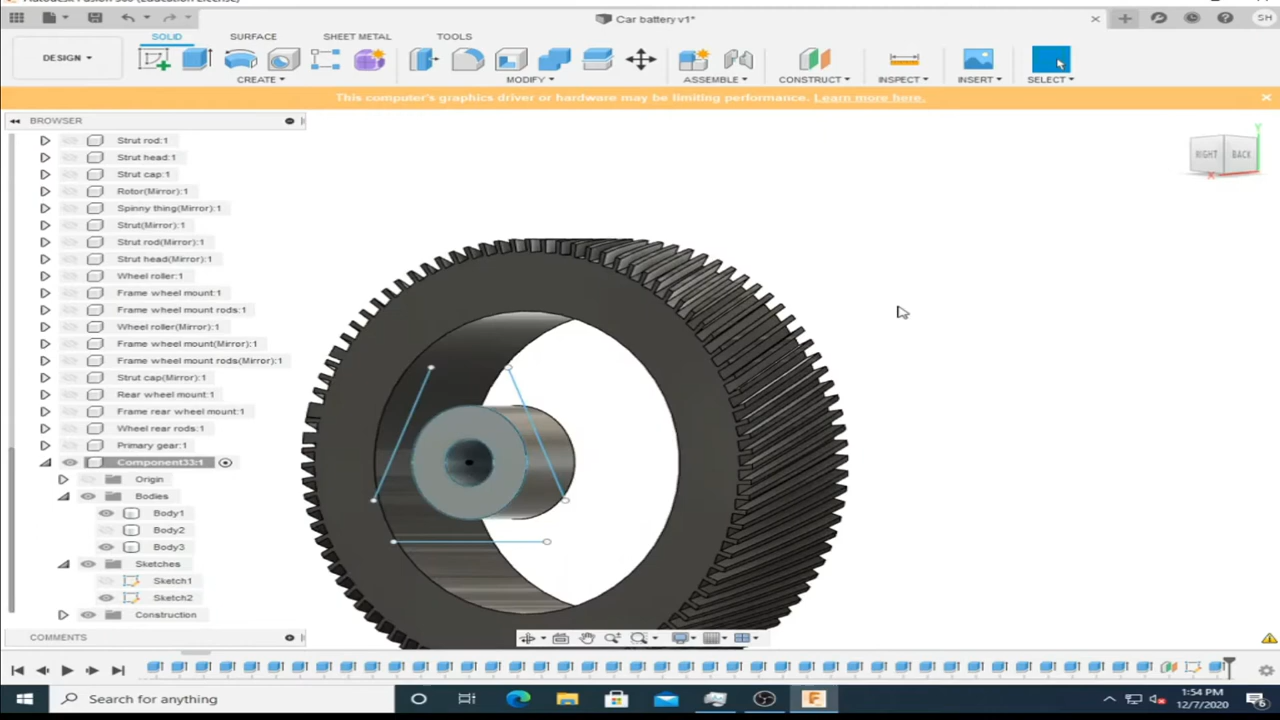 Autodesk Fusion 360 (Education License)
Car battery v1*
SH
DESIGN
SOLID
SURFACE
SHEET METAL
TOOLS
CREATE
MODIFY
ASSEMBLE
CONSTRUCT
INSPECT
INSERT
SELECT
This computer's graphics driver or hardware may be limiting performance. Learn more here.
BROWSER
Strut rod:1
Strut head:1
Strut cap:1
Rotor(Mirror):1
Spinny thing(Mirror):1
Strut(Mirror):1
Strut rod(Mirror):1
Strut head(Mirror):1
Wheel roller:1
Frame wheel mount:1
Frame wheel mount rods:1
Wheel roller(Mirror):1
Frame wheel mount(Mirror):1
Frame wheel mount rods(Mirror):1
Strut cap(Mirror):1
Rear wheel mount:1
Frame rear wheel mount:1
Wheel rear rods:1
Primary gear:1
Component33:1
Origin
Bodies
Body1
Body2
Body3
Sketches
Sketch1
Sketch2
Construction
RIGHT
BACK
Y
X
COMMENTS
Search for anything
1:54 PM
12/7/2020
6